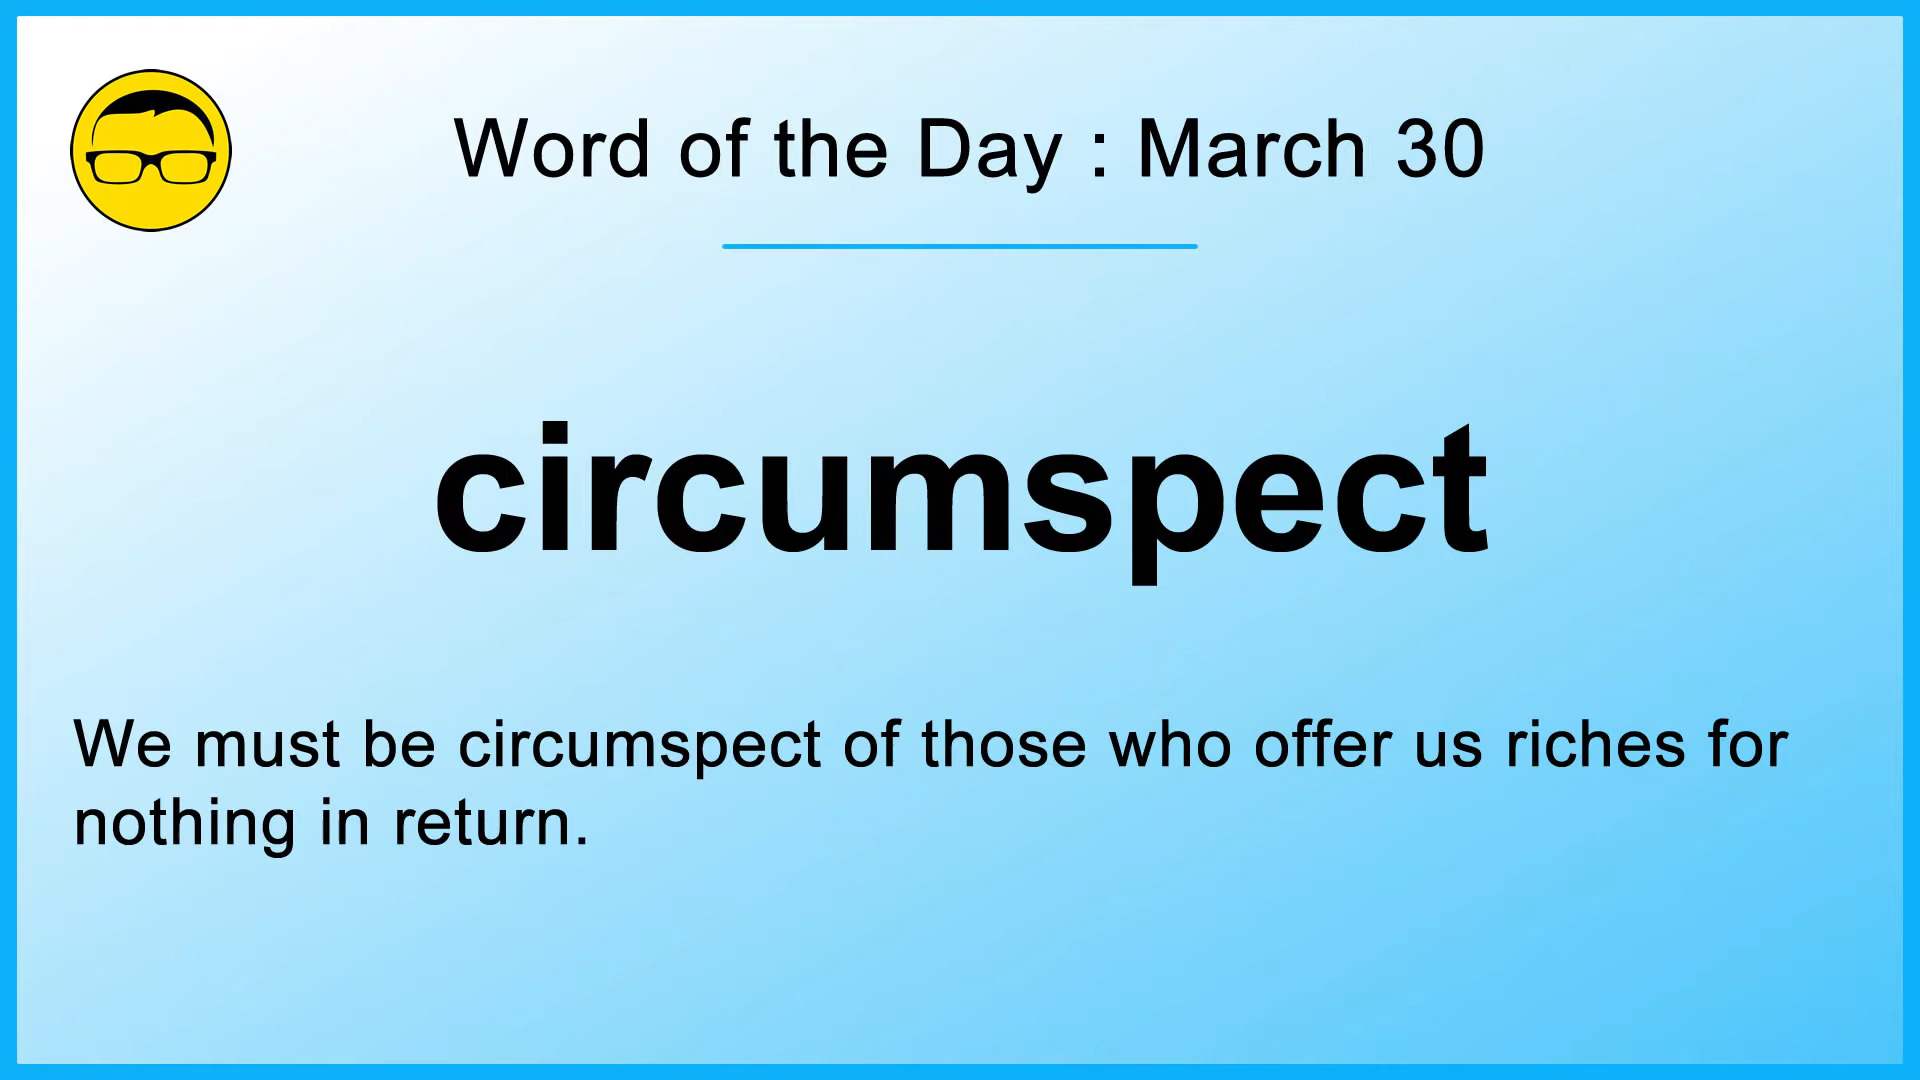 Word of the Day : March 30
circumspect
We must be circumspect of those who offer us riches for
nothing in return.